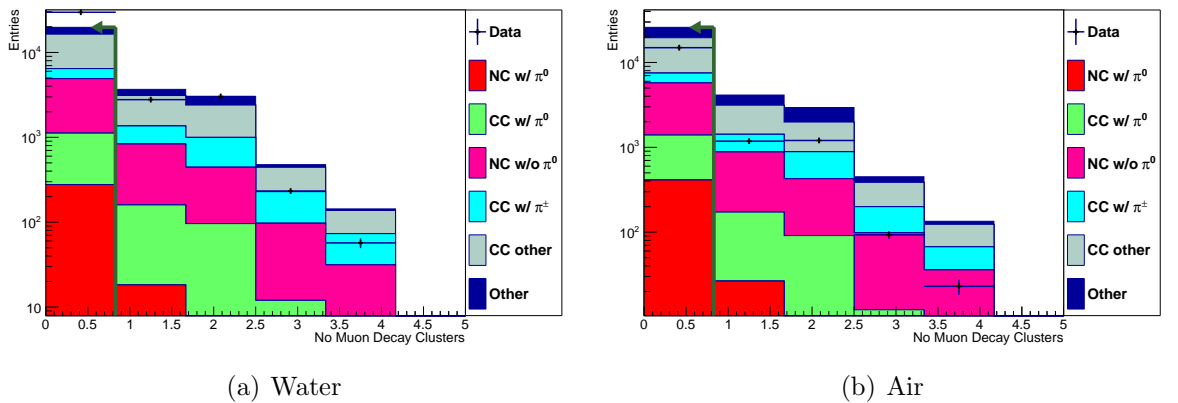 Entries
10⁴
10³
10²
10
0 0.5 1 1.5 2 2.5 3 3.5 4 4.5 5
No Muon Decay Clusters
Data
NC w/ π⁰
CC w/ π⁰
NC w/o π⁰
CC w/ π±
CC other
Other
(a) Water
Entries
10⁴
10³
10²
0 0.5 1 1.5 2 2.5 3 3.5 4 4.5 5
No Muon Decay Clusters
Data
NC w/ π⁰
CC w/ π⁰
NC w/o π⁰
CC w/ π±
CC other
Other
(b) Air